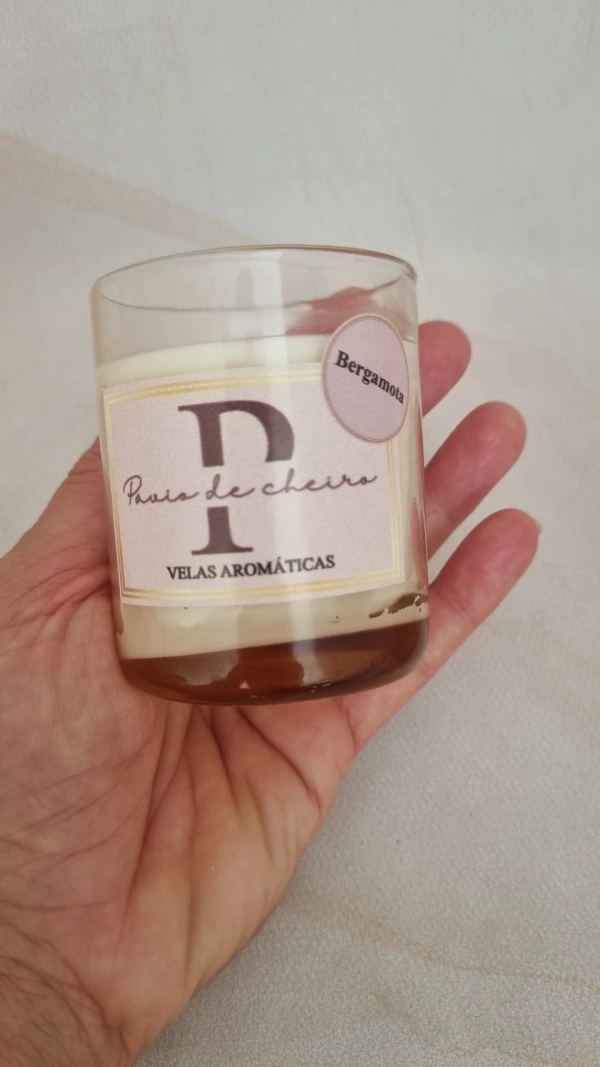 Bergamota
P
Pavio de cheiro
VELAS AROMÁTICAS